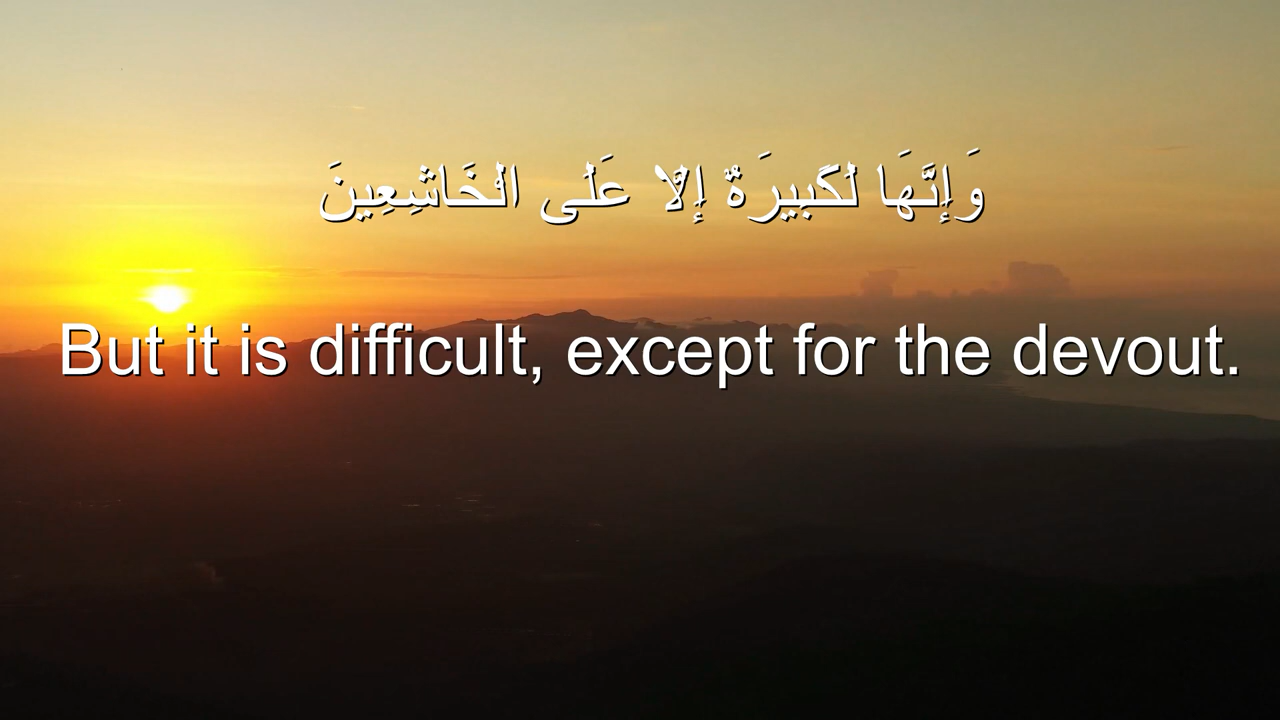 وَإِنَّهَا لَكَبِيرَةٌ إِلَّا عَلَى الْخَاشِعِينَ
But it is difficult, except for the devout.